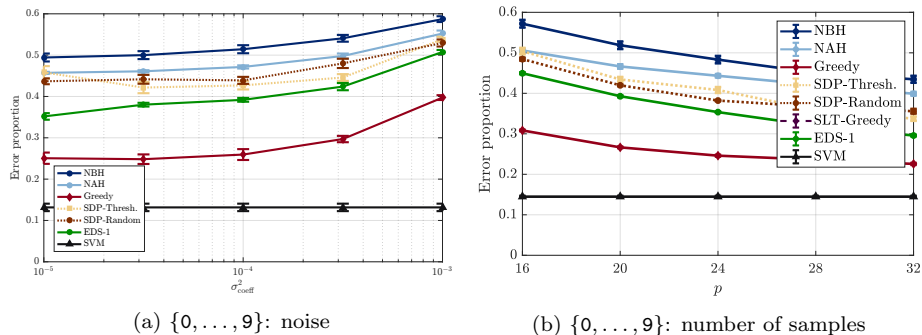 0.6
0.5
0.4
0.3
0.2
0.1
0
Error proportion
NBH
NAH
Greedy
SDP-Thresh.
SDP-Random
EDS-1
SVM
10⁻⁵
10⁻⁴
10⁻³
σ²coeff
(a) {0, . . . , 9}: noise
0.6
0.5
0.4
0.3
0.2
0.1
0
Error proportion
NBH
NAH
Greedy
SDP-Thresh.
SDP-Random
SLT-Greedy
EDS-1
SVM
16
20
24
28
32
p
(b) {0, . . . , 9}: number of samples